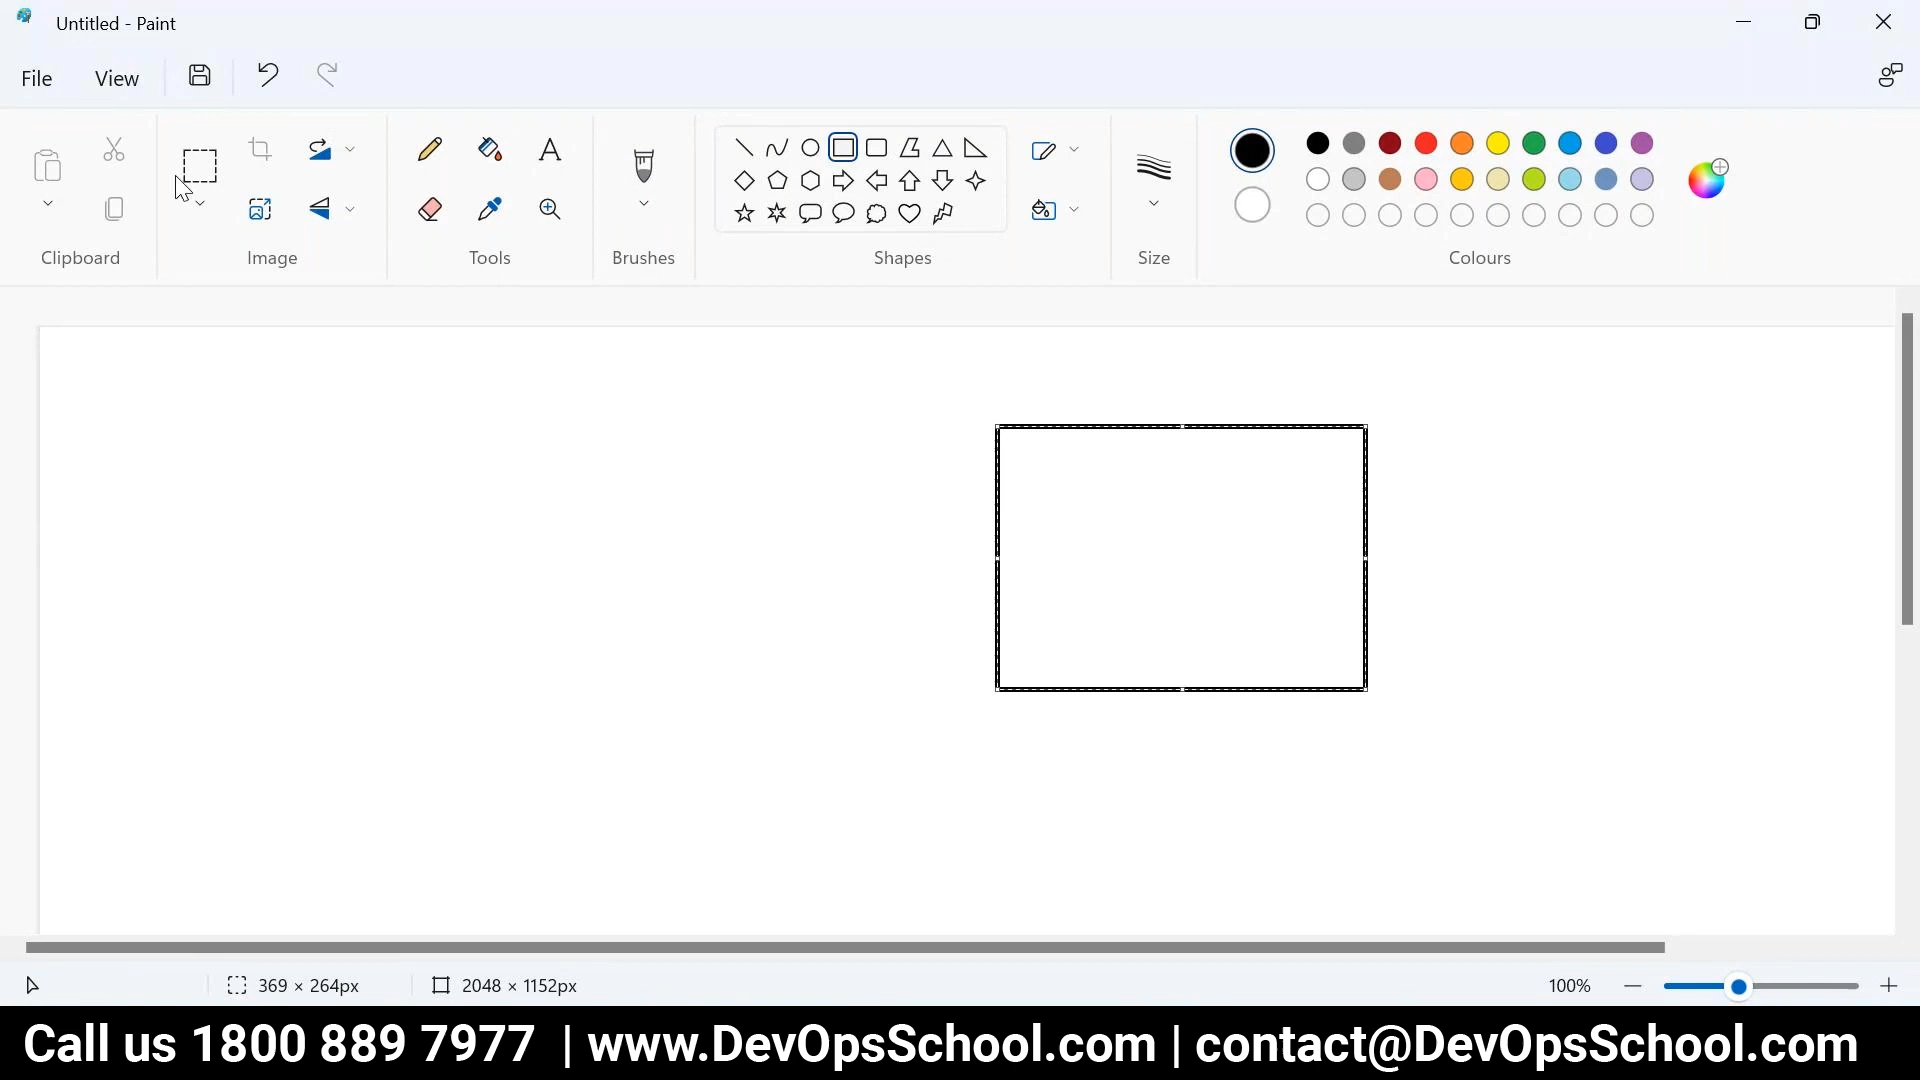 Untitled - Paint
File View
Clipboard Image Tools Brushes Shapes Size Colours
369 × 264px 2048 × 1152px 100%
Call us 1800 889 7977 | www.DevOpsSchool.com | contact@DevOpsSchool.com